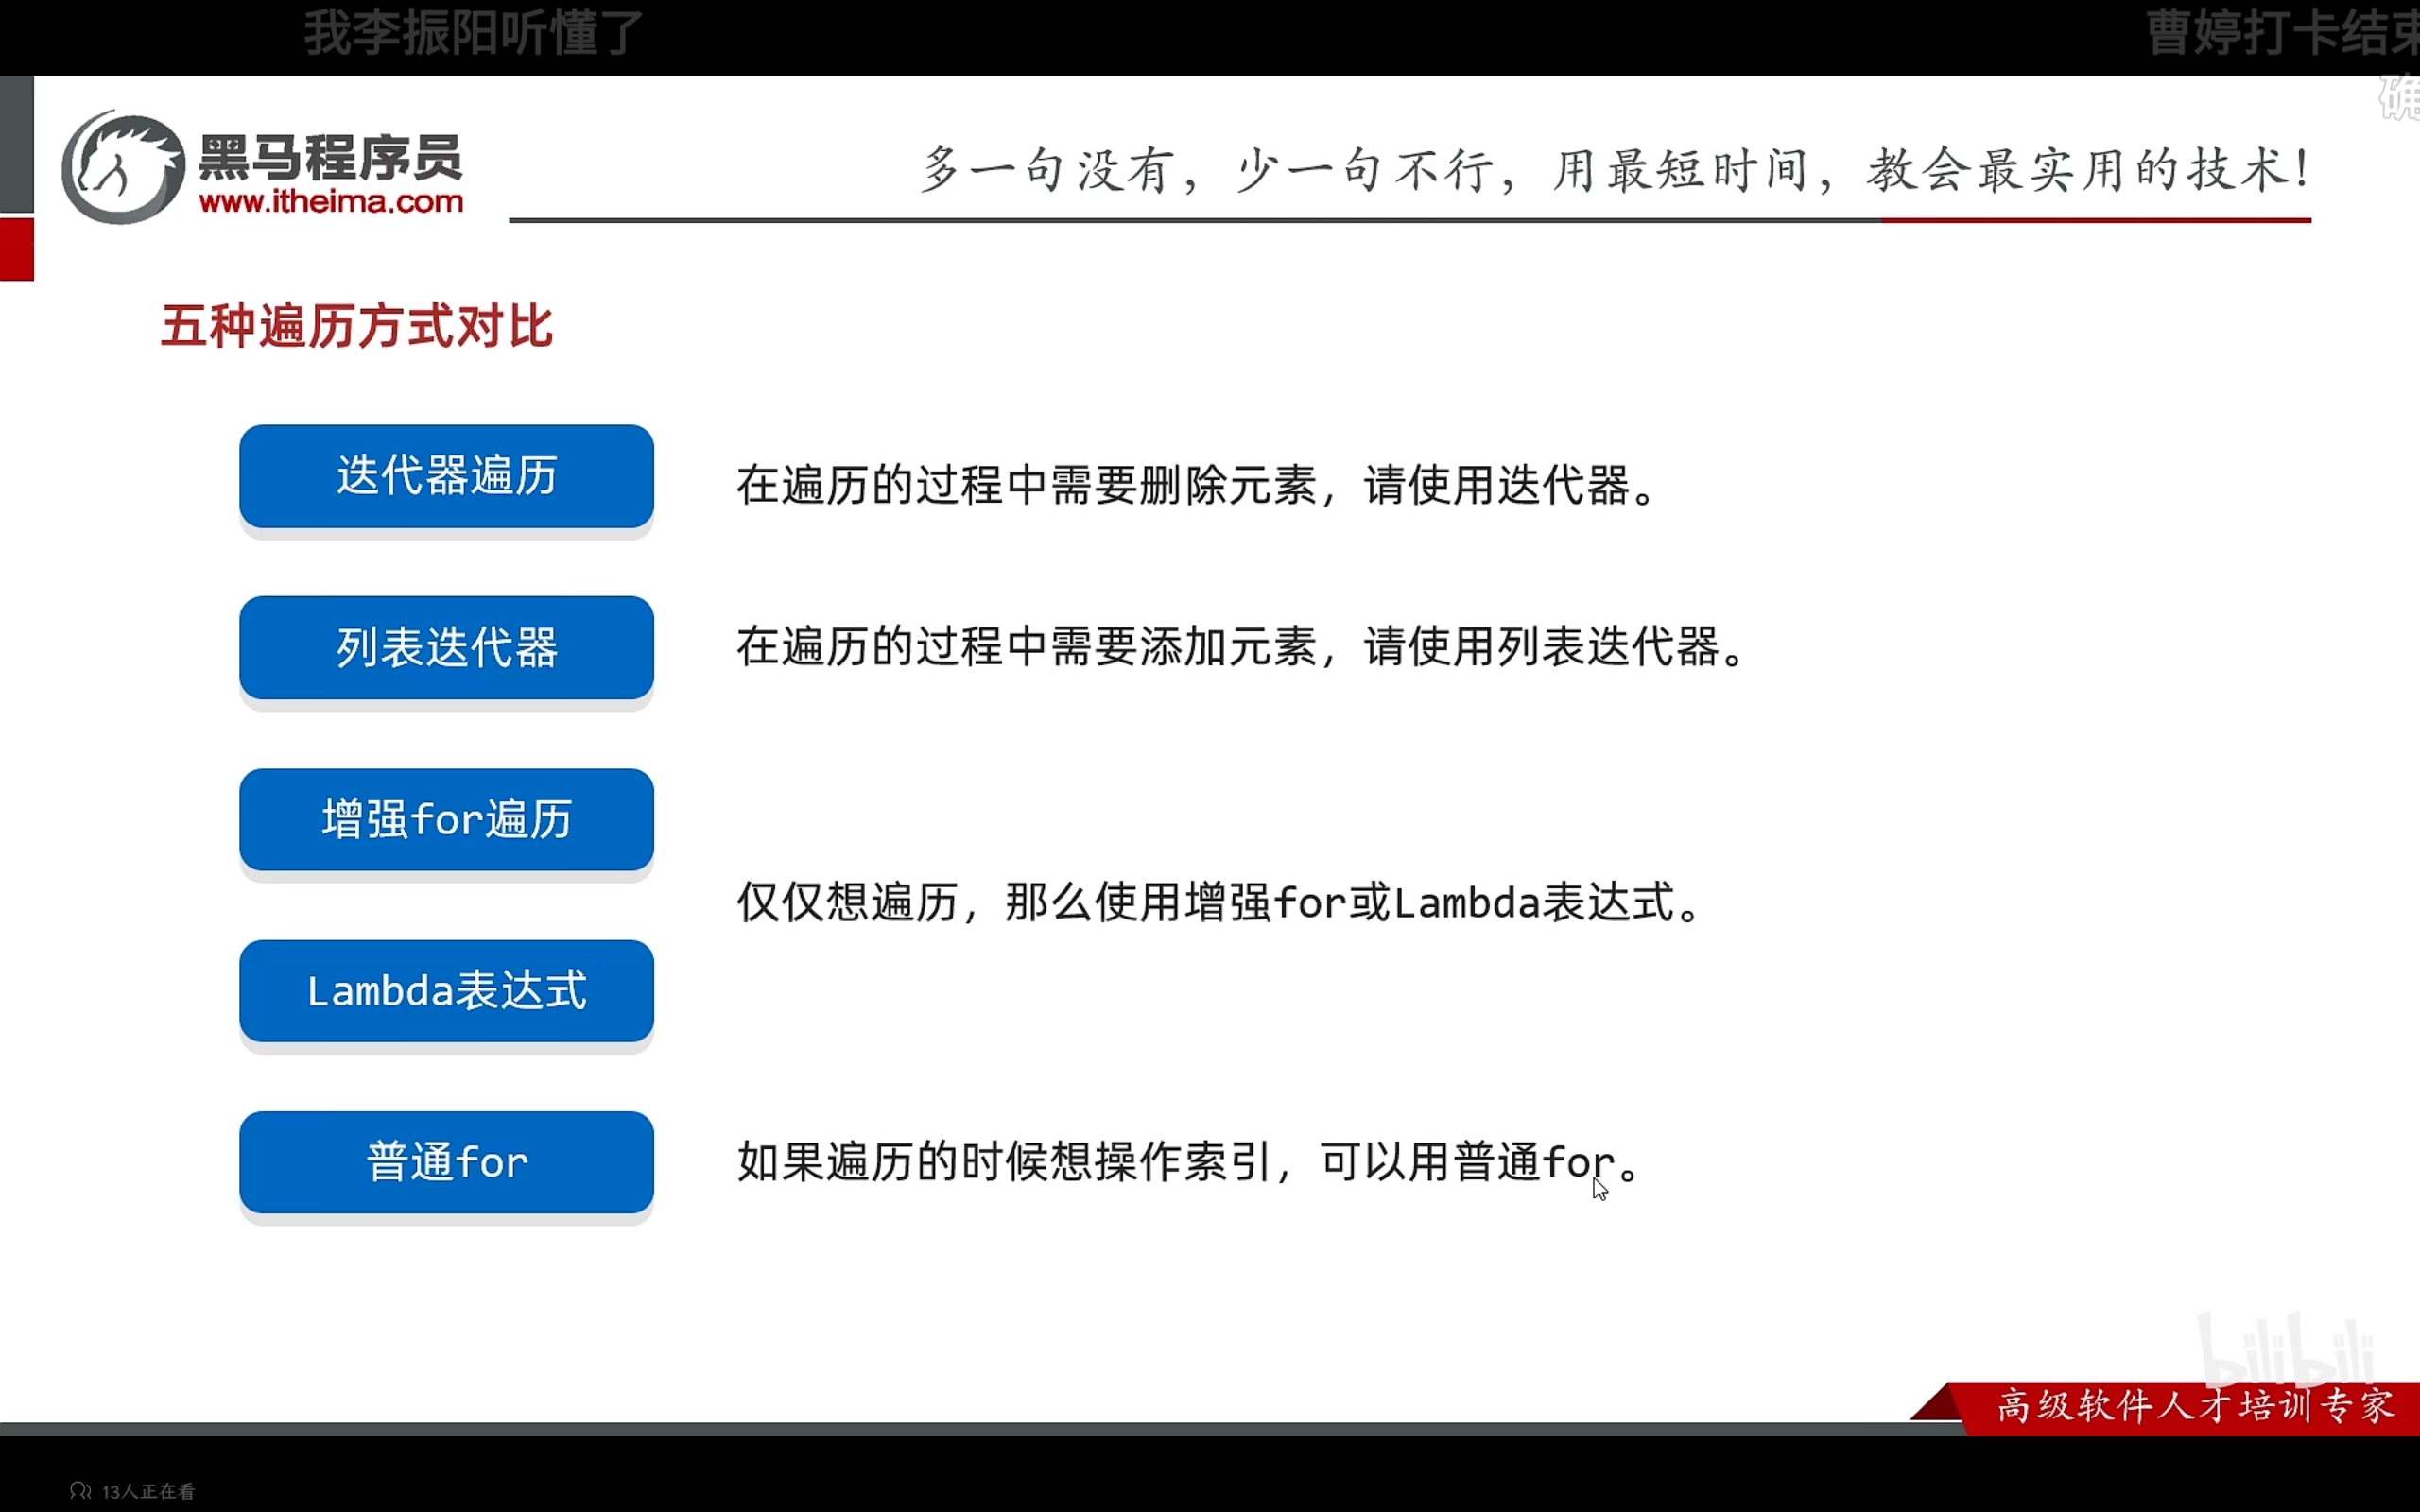 我李振阳听懂了
曹婷打卡结束
确
黑马程序员
www.itheima.com
多一句没有，少一句不行，用最短时间，教会最实用的技术！
五种遍历方式对比
迭代器遍历
在遍历的过程中需要删除元素，请使用迭代器。
列表迭代器
在遍历的过程中需要添加元素，请使用列表迭代器。
增强for遍历
仅仅想遍历，那么使用增强for或Lambda表达式。
Lambda表达式
普通for
如果遍历的时候想操作索引，可以用普通for。
bilibili
高级软件人才培训专家
13人正在看